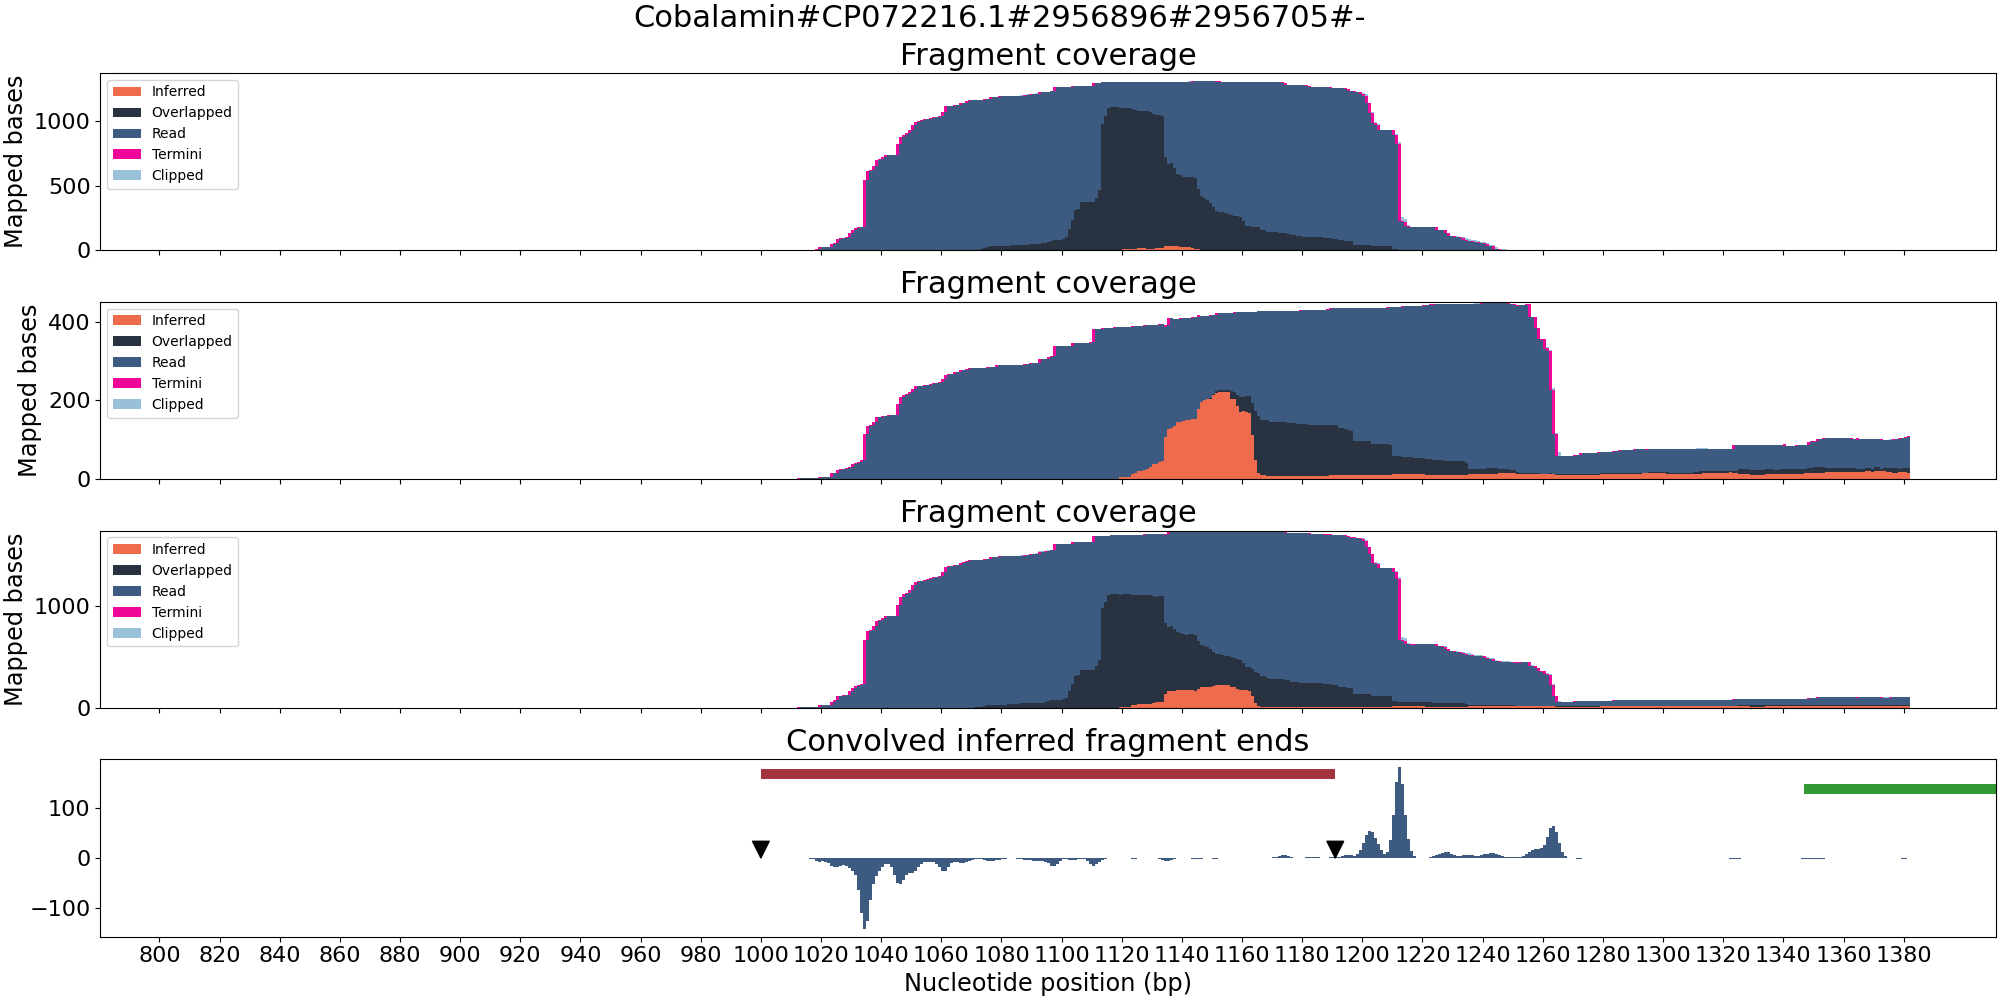 Cobalamin#CP072216.1#2956896#2956705#-
Fragment coverage
Mapped bases
1000
500
0
Inferred
Overlapped
Read
Termini
Clipped
Fragment coverage
Mapped bases
400
200
0
Inferred
Overlapped
Read
Termini
Clipped
Fragment coverage
Mapped bases
1000
0
Inferred
Overlapped
Read
Termini
Clipped
Convolved inferred fragment ends
100
0
−100
800 820 840 860 880 900 920 940 960 980 1000 1020 1040 1060 1080 1100 1120 1140 1160 1180 1200 1220 1240 1260 1280 1300 1320 1340 1360 1380
Nucleotide position (bp)